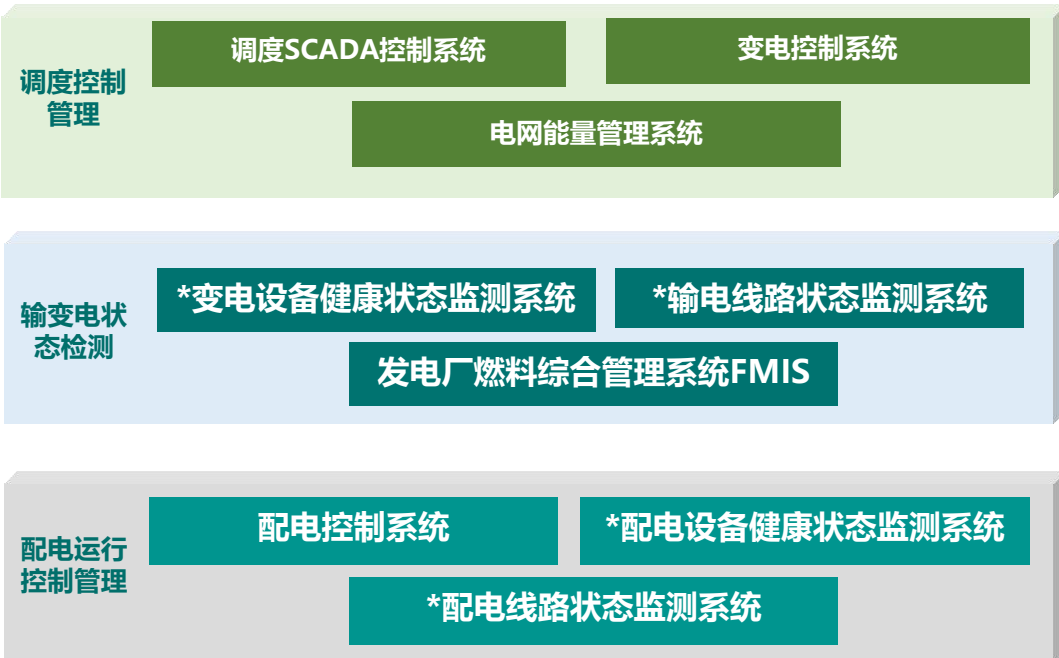 调度控制
管理
调度SCADA控制系统
变电控制系统
电网能量管理系统
输变电状
态检测
*变电设备健康状态监测系统
*输电线路状态监测系统
发电厂燃料综合管理系统FMIS
配电运行
控制管理
配电控制系统
*配电设备健康状态监测系统
*配电线路状态监测系统